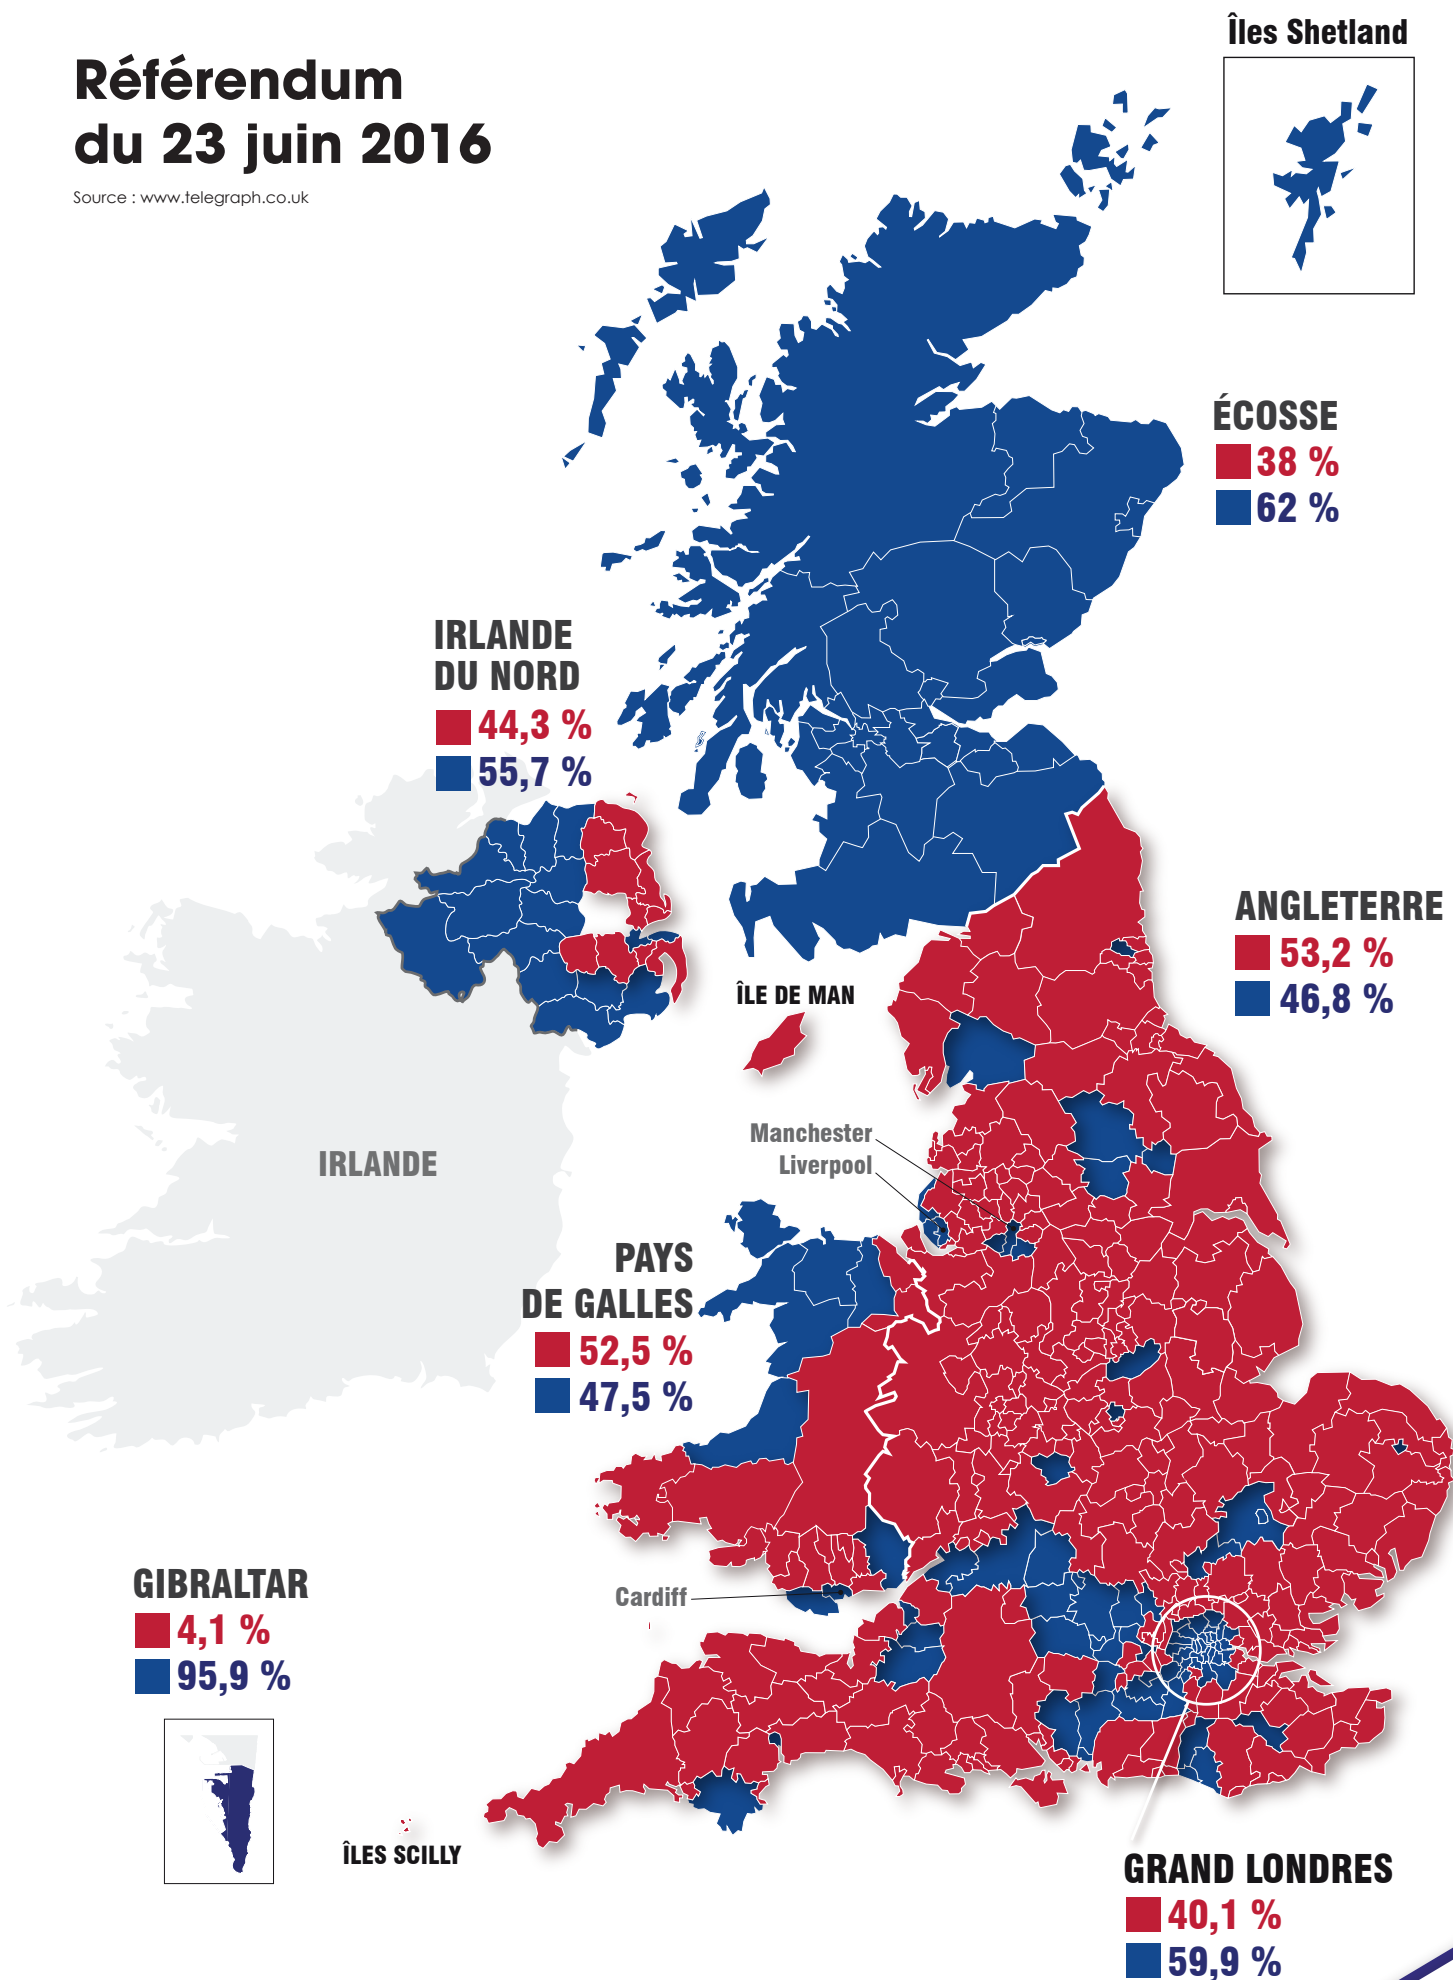 Référendum
du 23 juin 2016
Source : www.telegraph.co.uk
Îles Shetland
ÉCOSSE
38 %
62 %
IRLANDE
DU NORD
44,3 %
55,7 %
ANGLETERRE
53,2 %
46,8 %
ÎLE DE MAN
Manchester
Liverpool
IRLANDE
PAYS
DE GALLES
52,5 %
47,5 %
Cardiff
GIBRALTAR
4,1 %
95,9 %
ÎLES SCILLY
GRAND LONDRES
40,1 %
59,9 %